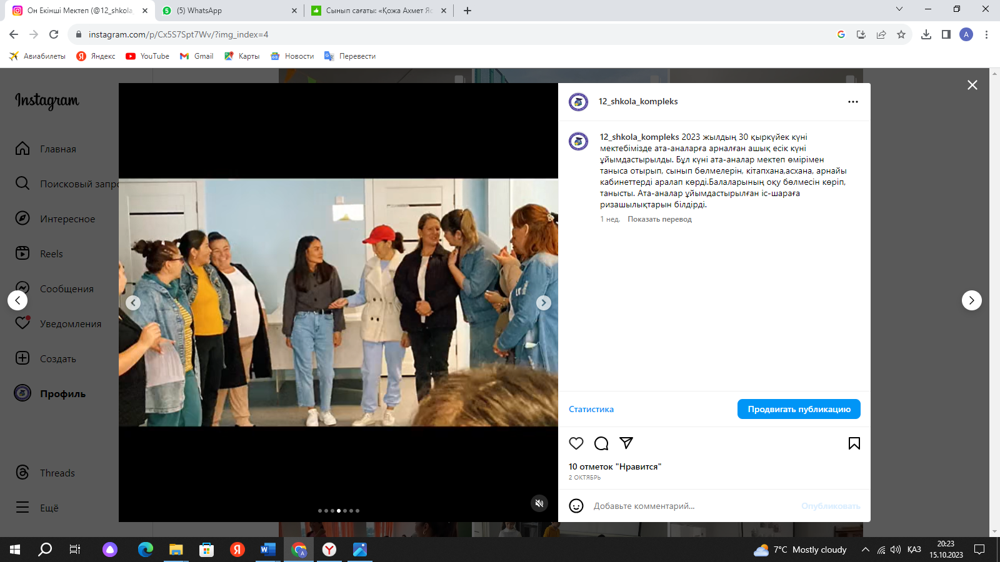 Он Екінші Мектеп (@12_shkola_
(5) WhatsApp
Сынып сағаты: «Қожа Ахмет Яс
instagram.com/p/Cx5S7Spt7Wv/?img_index=4
Авиабилеты
Яндекс
YouTube
Gmail
Карты
Новости
Перевести
Instagram
Главная
Поисковый запро
Интересное
Reels
Сообщения
Уведомления
Создать
Профиль
Threads
Ещё
12_shkola_kompleks
12_shkola_kompleks 2023 жылдың 30 қыркүйек күні
мектебімізде ата-аналарға арналған ашық есік күні
ұйымдастырылды. Бұл күні ата-аналар мектеп өмірімен
таныса отырып, сынып бөлмелерін, кітапхана,асхана, арнайы
кабинеттерді аралап көрді.Балаларының оқу бөлмесін көріп,
танысты. Ата-аналар ұйымдастырылған іс-шараға
ризашылықтарын білдірді.
1 нед. Показать перевод
Статистика
Продвигать публикацию
10 отметок "Нравится"
2 ОКТЯБРЬ
Добавьте комментарий...
Опубликовать
7°C Mostly cloudy
ҚАЗ
20:23
15.10.2023